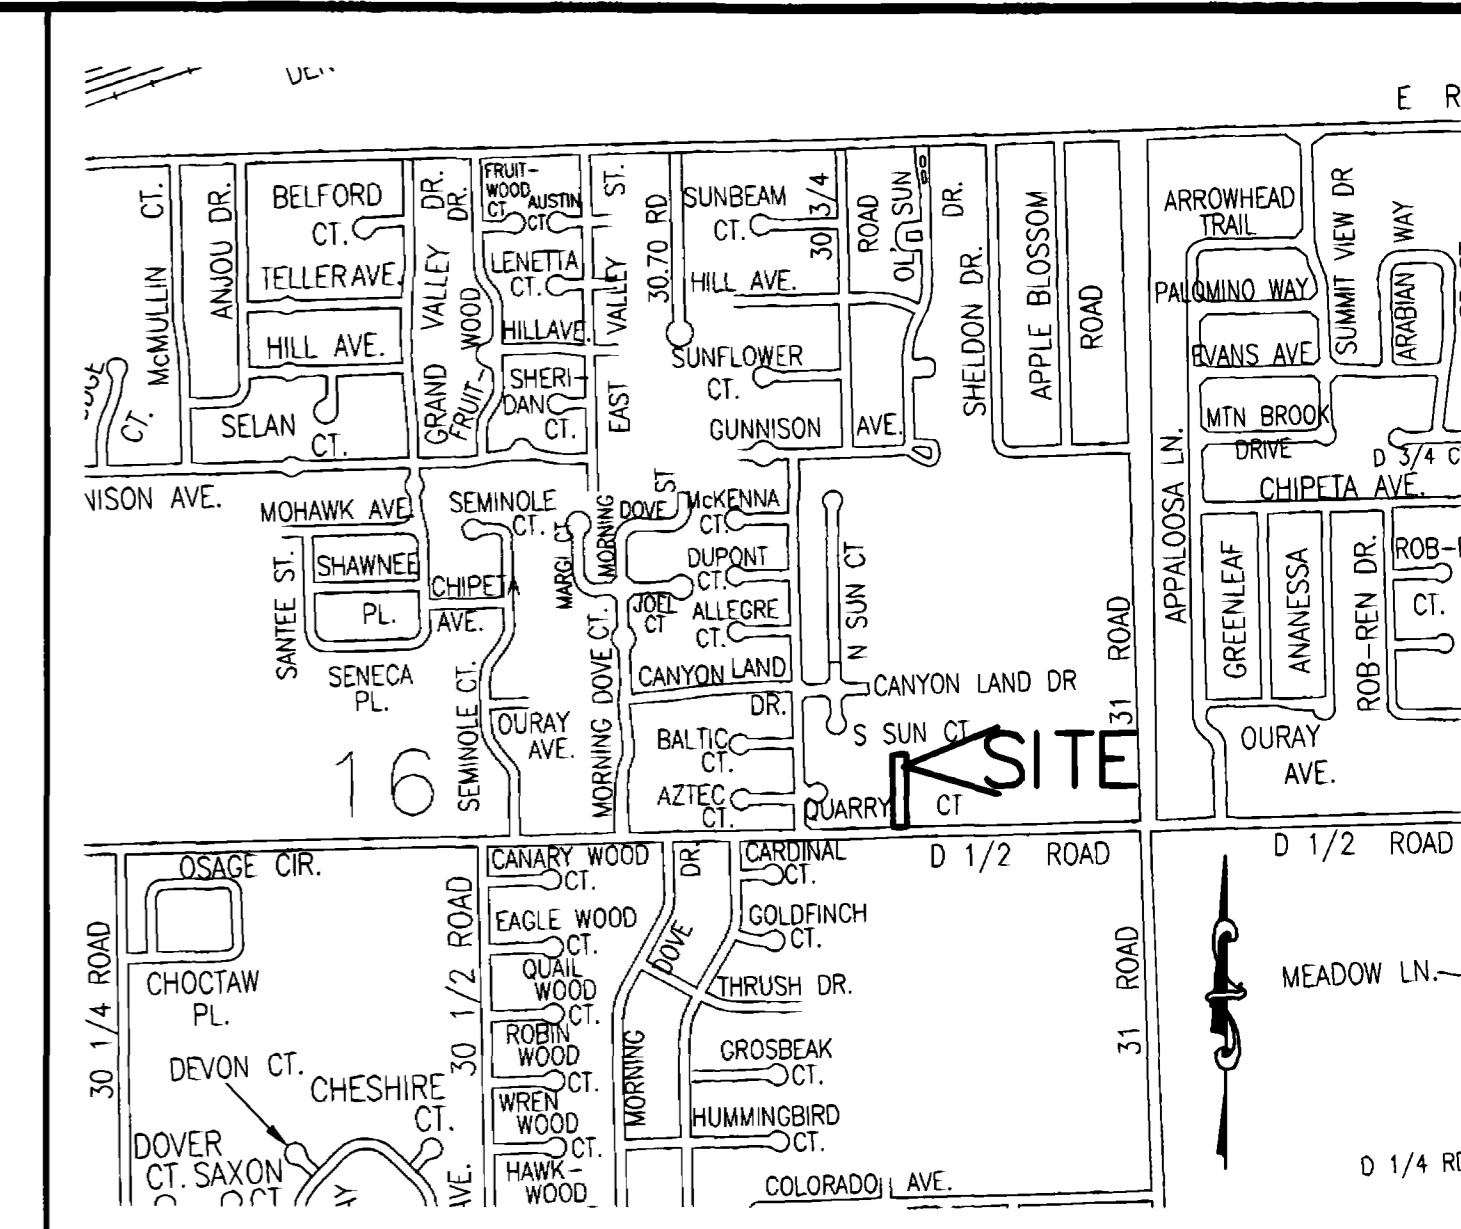 E R
McMULLIN CT.
ANJOU DR.
BELFORD
CT.
TELLER AVE.
HILL AVE.
SELAN
CT.
CT.
GRAND VALLEY DR.
FRUIT-
WOOD DR.
FRUIT-
WOOD
CT
AUSTIN
CT
LENETTA
CT.
HILL AVE.
SHERI-
DAN
CT.
EAST VALLEY ST.
30.70 RD
SUNBEAM
CT.
HILL AVE.
SUNFLOWER
CT.
GUNNISON AVE.
30 3/4 ROAD
OL' SUN
SHELDON DR.
DR.
APPLE BLOSSOM
ROAD
ARROWHEAD
TRAIL
PALOMINO WAY
EVANS AVE
MTN BROOK
DRIVE
SUMMIT VIEW DR
ARABIAN WAY
D 3/4 C
CHIPETA AVE.
APPALOOSA LN.
NISON AVE.
MOHAWK AVE
SANTEE ST.
SHAWNEE
PL.
CHIPETA
AVE.
SENECA
PL.
SEMINOLE
CT.
SEMINOLE CT.
OURAY
AVE.
MARGI CT
MORNING
DOVE ST
MORNING DOVE CT.
JOEL
CT
McKENNA
CT.
DUPONT
CT.
ALLEGRE
CT.
CANYON LAND
DR.
N SUN CT
CANYON LAND DR
S SUN CT
BALTIC
CT.
AZTEC
CT.
QUARRY CT
SITE
31 ROAD
GREENLEAF
ANANESSA
ROB-REN DR.
ROB-
CT.
OURAY
AVE.
16
D 1/2 ROAD
D 1/2 ROAD
OSAGE CIR.
CHOCTAW
PL.
30 1/4 ROAD
30 1/2 ROAD
DEVON CT.
CHESHIRE
CT.
DOVER
CT.
SAXON
CT
AY
AVE.
CANARY WOOD
CT.
EAGLE WOOD
CT.
QUAIL
WOOD
CT.
ROBIN
WOOD
CT.
WREN
WOOD
CT.
HAWK-
WOOD
MORNING DOVE DR.
CARDINAL
CT.
GOLDFINCH
CT.
THRUSH DR.
GROSBEAK
CT.
HUMMINGBIRD
CT.
COLORADO AVE.
31 ROAD
MEADOW LN.
D 1/4 RD